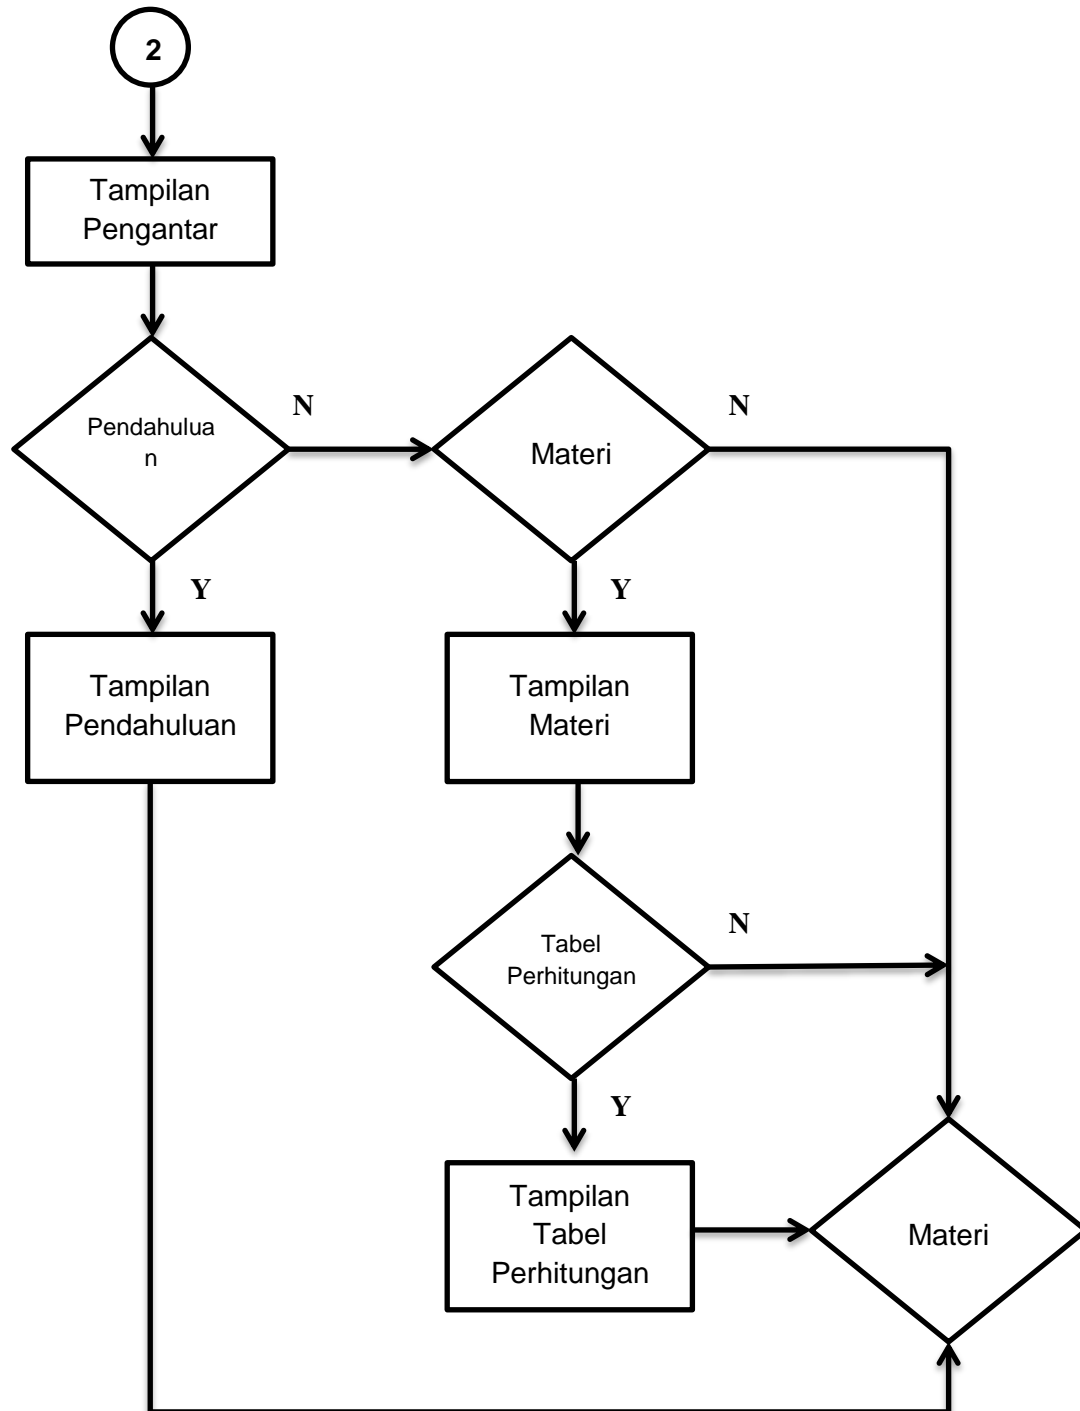 2
Tampilan
Pengantar
Pendahulua
n
N
Materi
N
Y
Y
Tampilan
Pendahuluan
Tampilan
Materi
Tabel
Perhitungan
N
Y
Tampilan
Tabel
Perhitungan
Materi